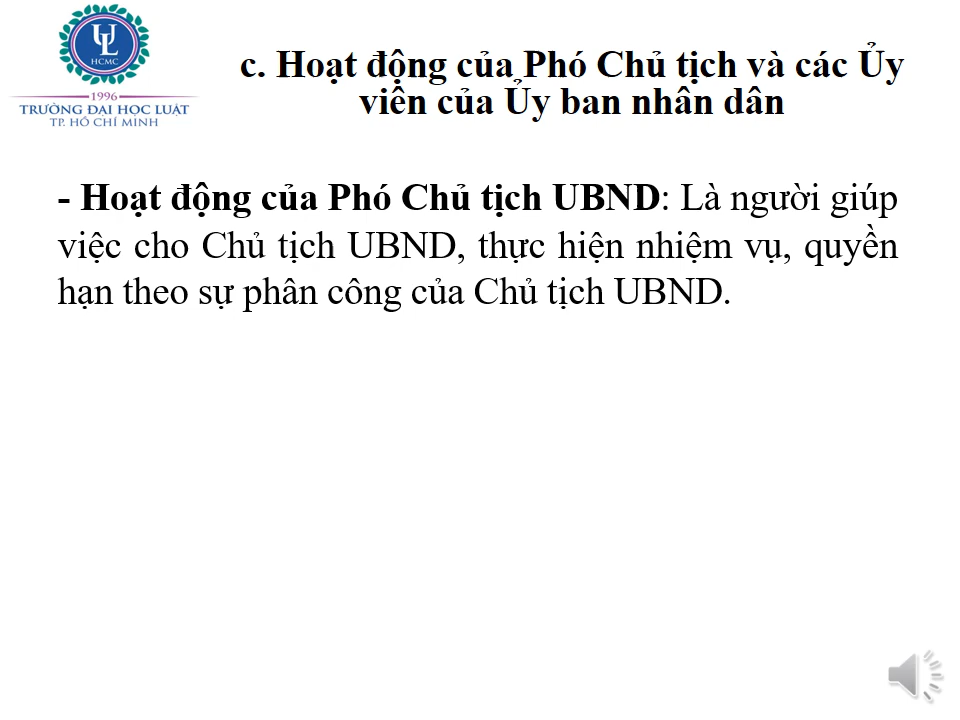 UL
HCMC
1996
TRƯỜNG ĐẠI HỌC LUẬT
TP. HỒ CHÍ MINH
c. Hoạt động của Phó Chủ tịch và các Ủy
viên của Ủy ban nhân dân
- Hoạt động của Phó Chủ tịch UBND: Là người giúp
việc cho Chủ tịch UBND, thực hiện nhiệm vụ, quyền
hạn theo sự phân công của Chủ tịch UBND.